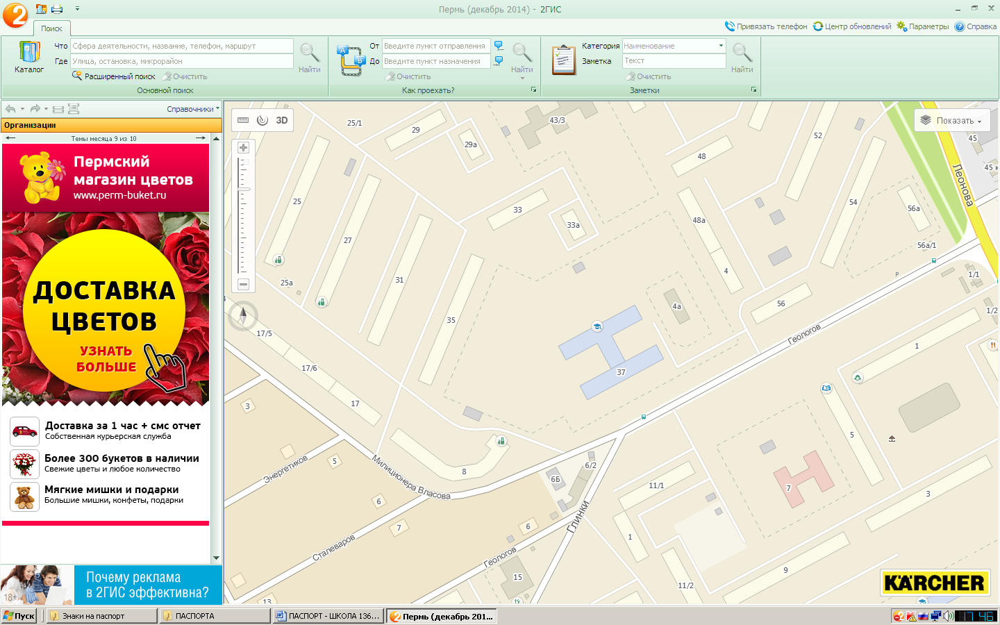 Пермь (декабрь 2014) - 2ГИС
Поиск
Привязать телефон
Центр обновлений
Параметры
Справка
Каталог
Что
Сфера деятельности, название, телефон, маршрут
Где
Улица, остановка, микрорайон
Расширенный поиск
Очистить
Найти
Основной поиск
От
Введите пункт отправления
До
Введите пункт назначения
Очистить
Найти
Как проехать?
Категория
Наименование
Заметка
Текст
Очистить
Найти
Заметки
Справочники
Организации
Темы месяца 9 из 10
Пермский
магазин цветов
www.perm-buket.ru
ДОСТАВКА
ЦВЕТОВ
УЗНАТЬ
БОЛЬШЕ
Доставка за 1 час + смс отчет
Собственная курьерская служба
Более 300 букетов в наличии
Свежие цветы и любое количество
Мягкие мишки и подарки
Большие мишки, конфеты, подарки
18+
Почему реклама
в 2ГИС эффективна?
3D
Показать
25/1
29
29а
43/3
52
45
48
45 к
Леонова
25
33
33а
48а
54
56а
27
56а/1
31
25а
4
1/1
35
4а
56
1/2
17/5
Геологов
17/6
37
1
3
17
5
Энергетиков
5
8
6/2
6Б
11/1
7
3
Милиционера Власова
6
Глинки
7
6
1
Сталеваров
Геологов
15
9
11/2
13
KARCHER
Пуск
Знаки на паспорт
ПАСПОРТА
ПАСПОРТ - ШКОЛА 136...
Пермь (декабрь 201...